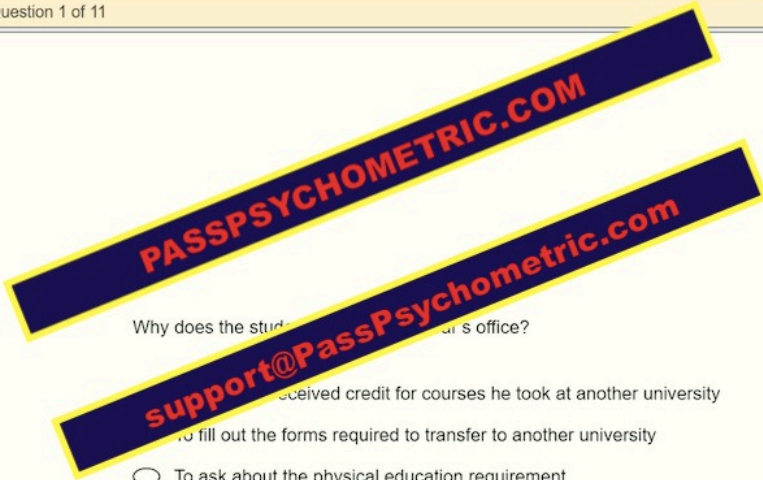 uestion 1 of 11
PASSPSYCHOMETRIC.COM
support@PassPsychometric.com
Why does the stud s office?
eceived credit for courses he took at another university
fill out the forms required to transfer to another university
To ask about the physical education requirement